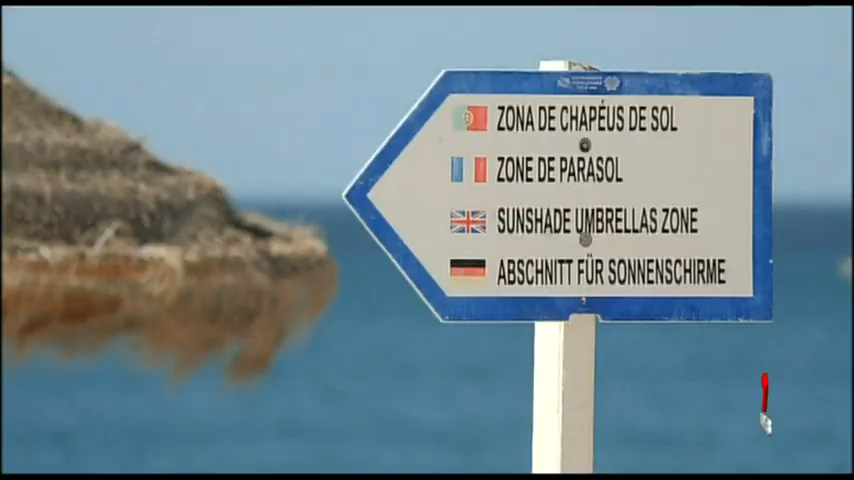 ZONA DE CHAPÉUS DE SOL
ZONE DE PARASOL
SUNSHADE UMBRELLAS ZONE
ABSCHNITT FÜR SONNENSCHIRME